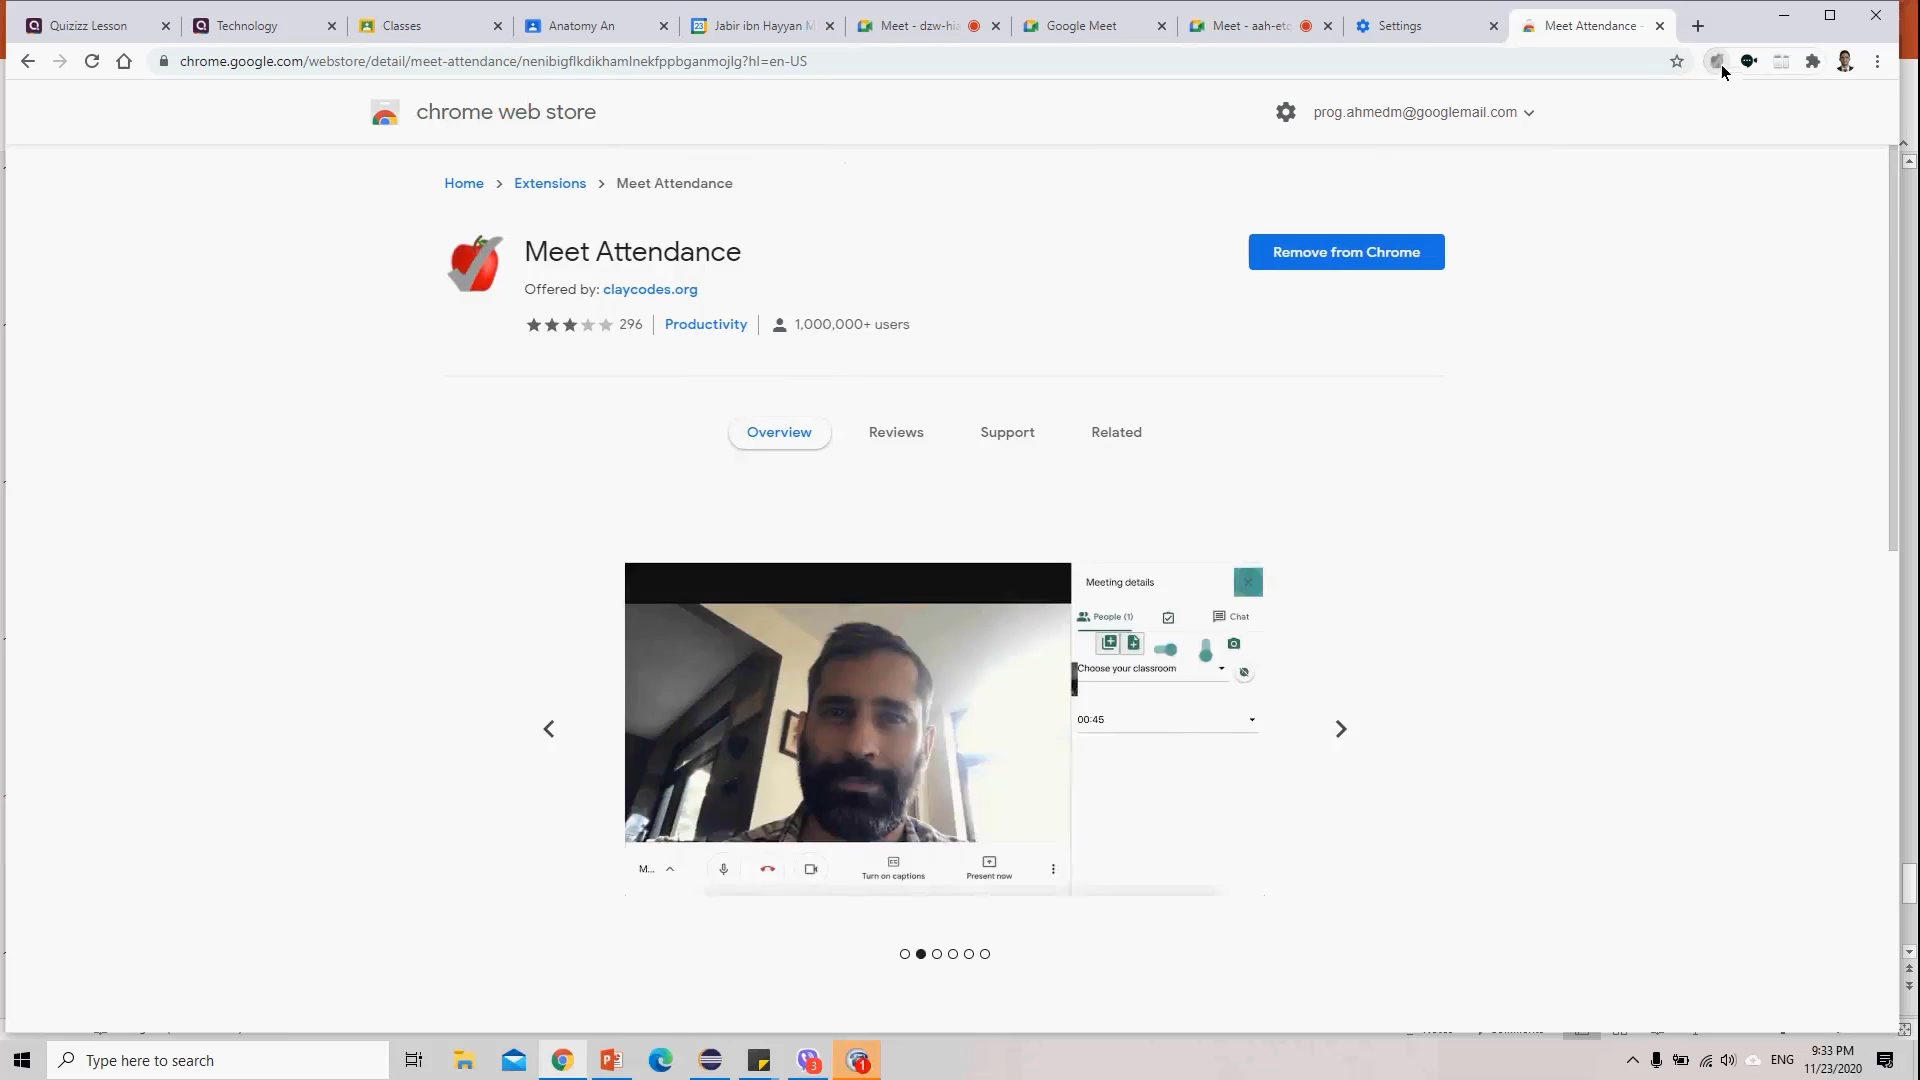 Quizizz Lesson
Technology
Classes
Anatomy An
Jabir ibn Hayyan M
Meet - dzw-hia
Google Meet
Meet - aah-etq
Settings
Meet Attendance -
chrome.google.com/webstore/detail/meet-attendance/nenibigflkdikhamlnekfppbganmojlg?hl=en-US
chrome web store
prog.ahmedm@googlemail.com
Home > Extensions > Meet Attendance
Meet Attendance
Remove from Chrome
Offered by: claycodes.org
296
Productivity
1,000,000+ users
Overview
Reviews
Support
Related
Meeting details
People (1)
Chat
Choose your classroom
00:45
M...
Turn on captions
Present now
Type here to search
3
1
ENG
9:33 PM
11/23/2020